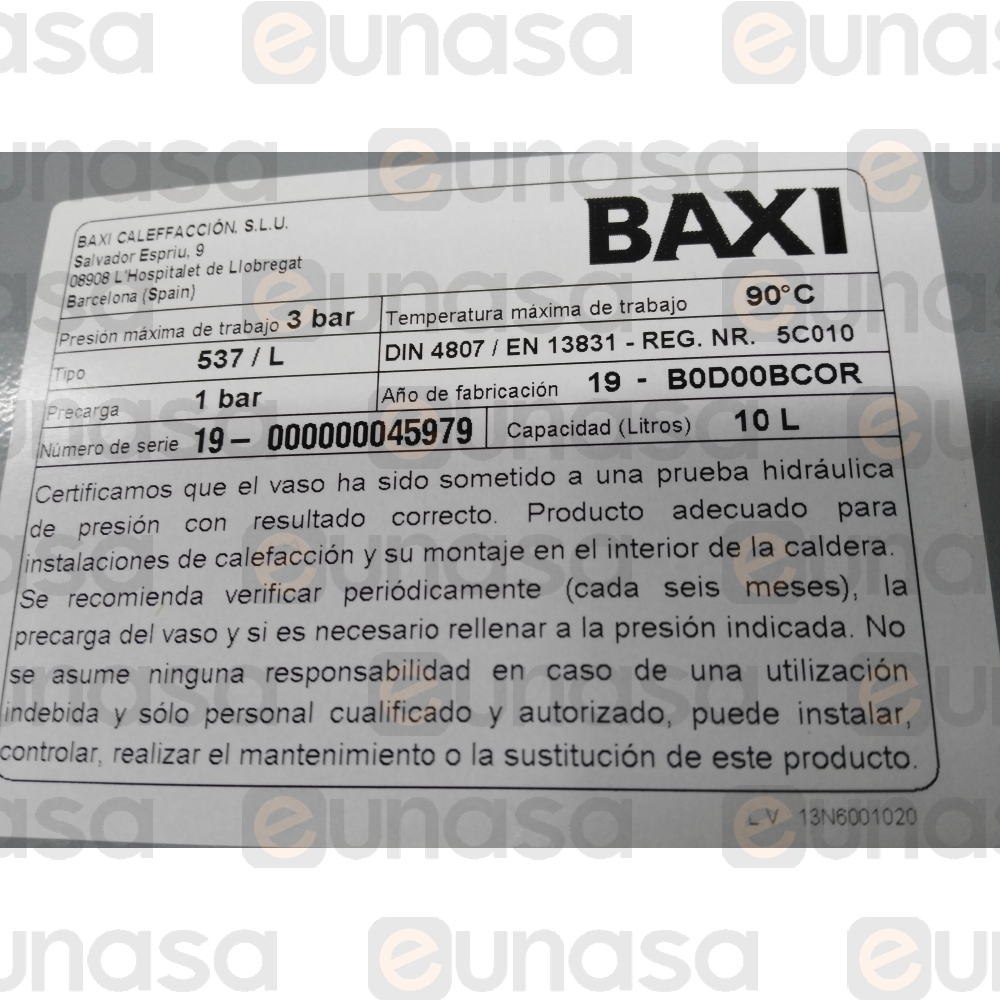 eunasa
BAXI
BAXI CALEFFACCIÓN, S.L.U.
Salvador Espriu, 9
08908 L'Hospitalet de Llobregat
Barcelona (Spain)
Presión máxima de trabajo 3 bar
Temperatura máxima de trabajo 90°C
Tipo 537 / L
DIN 4807 / EN 13831 - REG. NR. 5C010
Precarga 1 bar
Año de fabricación 19 - B0D00BCOR
Número de serie 19- 000000045979
Capacidad (Litros) 10 L
Certificamos que el vaso ha sido sometido a una prueba hidráulica
de presión con resultado correcto. Producto adecuado para
instalaciones de calefacción y su montaje en el interior de la caldera.
Se recomienda verificar periódicamente (cada seis meses), la
precarga del vaso y si es necesario rellenar a la presión indicada. No
se asume ninguna responsabilidad en caso de una utilización
indebida y sólo personal cualificado y autorizado, puede instalar,
controlar, realizar el mantenimiento o la sustitución de este producto.
13N6001020